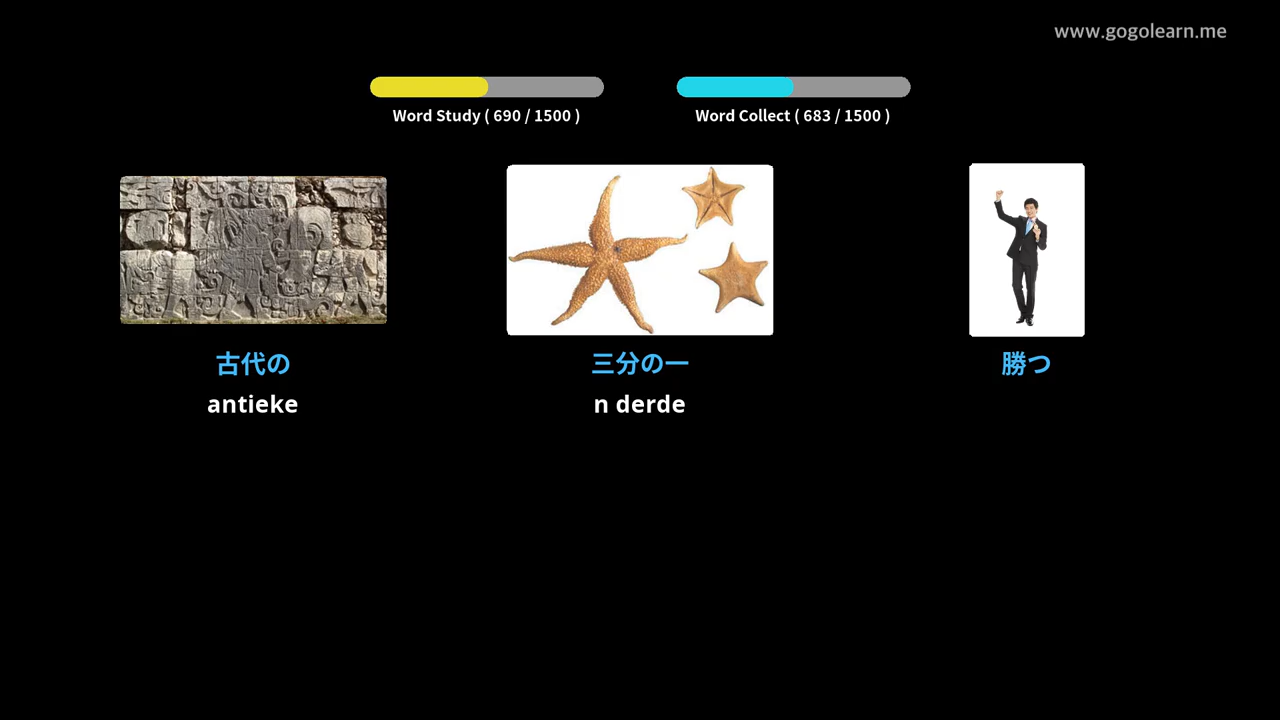 www.gogolearn.me
Word Study ( 690 / 1500 )
Word Collect ( 683 / 1500 )
古代の
antieke
三分の一
n derde
勝つ